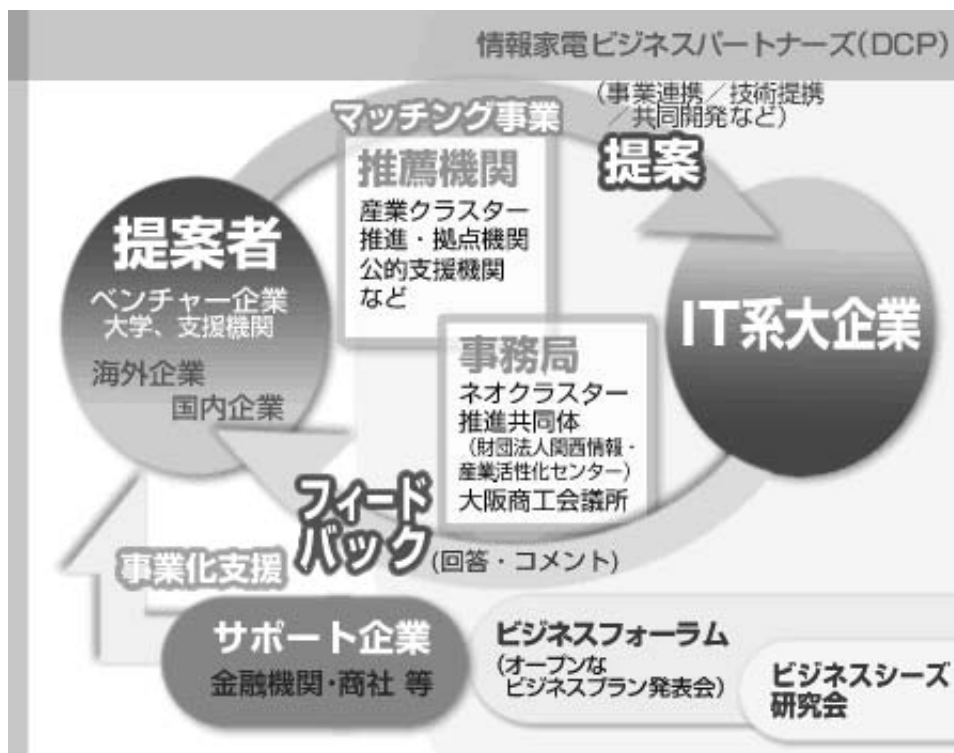 情報家電ビジネスパートナーズ(DCP)
(事業連携／技術提携
／共同開発など)
マッチング事業
提案
推薦機関
産業クラスター
推進・拠点機関
公的支援機関
など
提案者
ベンチャー企業
大学、支援機関
海外企業
国内企業
IT系大企業
事務局
ネオクラスター
推進共同体
(財団法人関西情報・
産業活性化センター)
大阪商工会議所
フィード
バック
(回答・コメント)
事業化支援
サポート企業
金融機関・商社 等
ビジネスフォーラム
(オープンな
ビジネスプラン発表会)
ビジネスシーズ
研究会